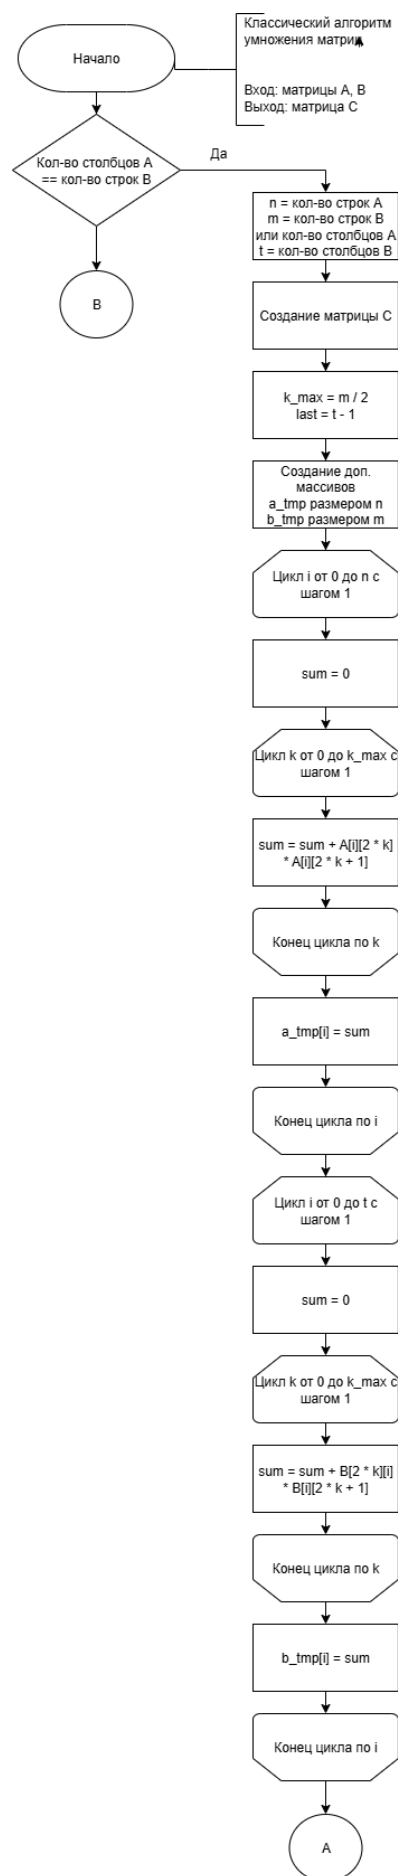 Начало
Классический алгоритм
умножения матриц
Вход: матрицы A, B
Выход: матрица C
Кол-во столбцов A
== кол-во строк B
Да
B
n = кол-во строк A
m = кол-во строк B
или кол-во столбцов A
t = кол-во столбцов B
Создание матрицы C
k_max = m / 2
last = t - 1
Создание доп.
массивов
a_tmp размером n
b_tmp размером m
Цикл i от 0 до n с
шагом 1
sum = 0
Цикл k от 0 до k_max с
шагом 1
sum = sum + A[i][2 * k]
* A[i][2 * k + 1]
Конец цикла по k
a_tmp[i] = sum
Конец цикла по i
Цикл i от 0 до t с
шагом 1
sum = 0
Цикл k от 0 до k_max с
шагом 1
sum = sum + B[2 * k][i]
* B[i][2 * k + 1]
Конец цикла по k
b_tmp[i] = sum
Конец цикла по i
A